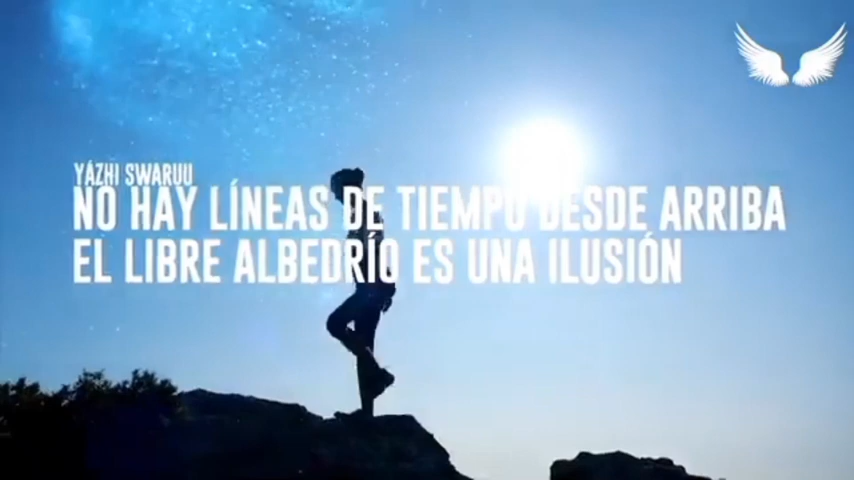 YÁZHI SWARUU
NO HAY LÍNEAS DE TIEMPO DESDE ARRIBA
EL LIBRE ALBEDRÍO ES UNA ILUSIÓN